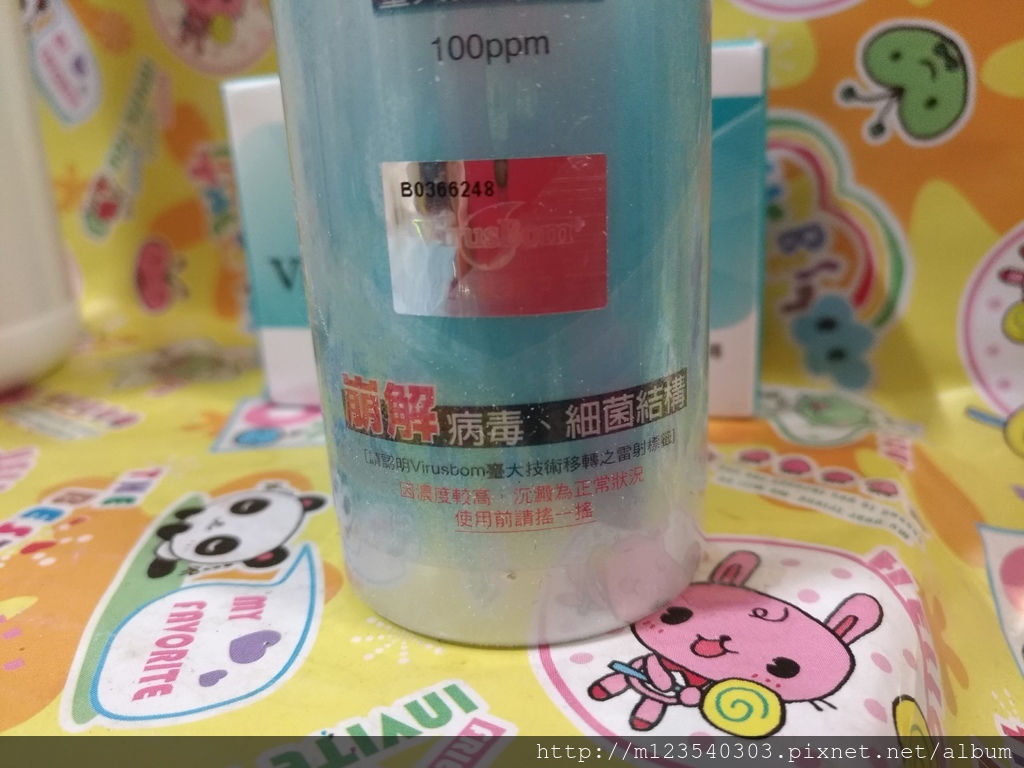 100ppm
B0366248
Virusbom
崩解病毒、細菌結構
[請認明Virusbom臺大技術移轉之雷射標籤]
因濃度較高，沉澱為正常狀況
使用前請搖一搖
MY
FAVORITE
INVITE
http://m123540303.pixnet.net/album